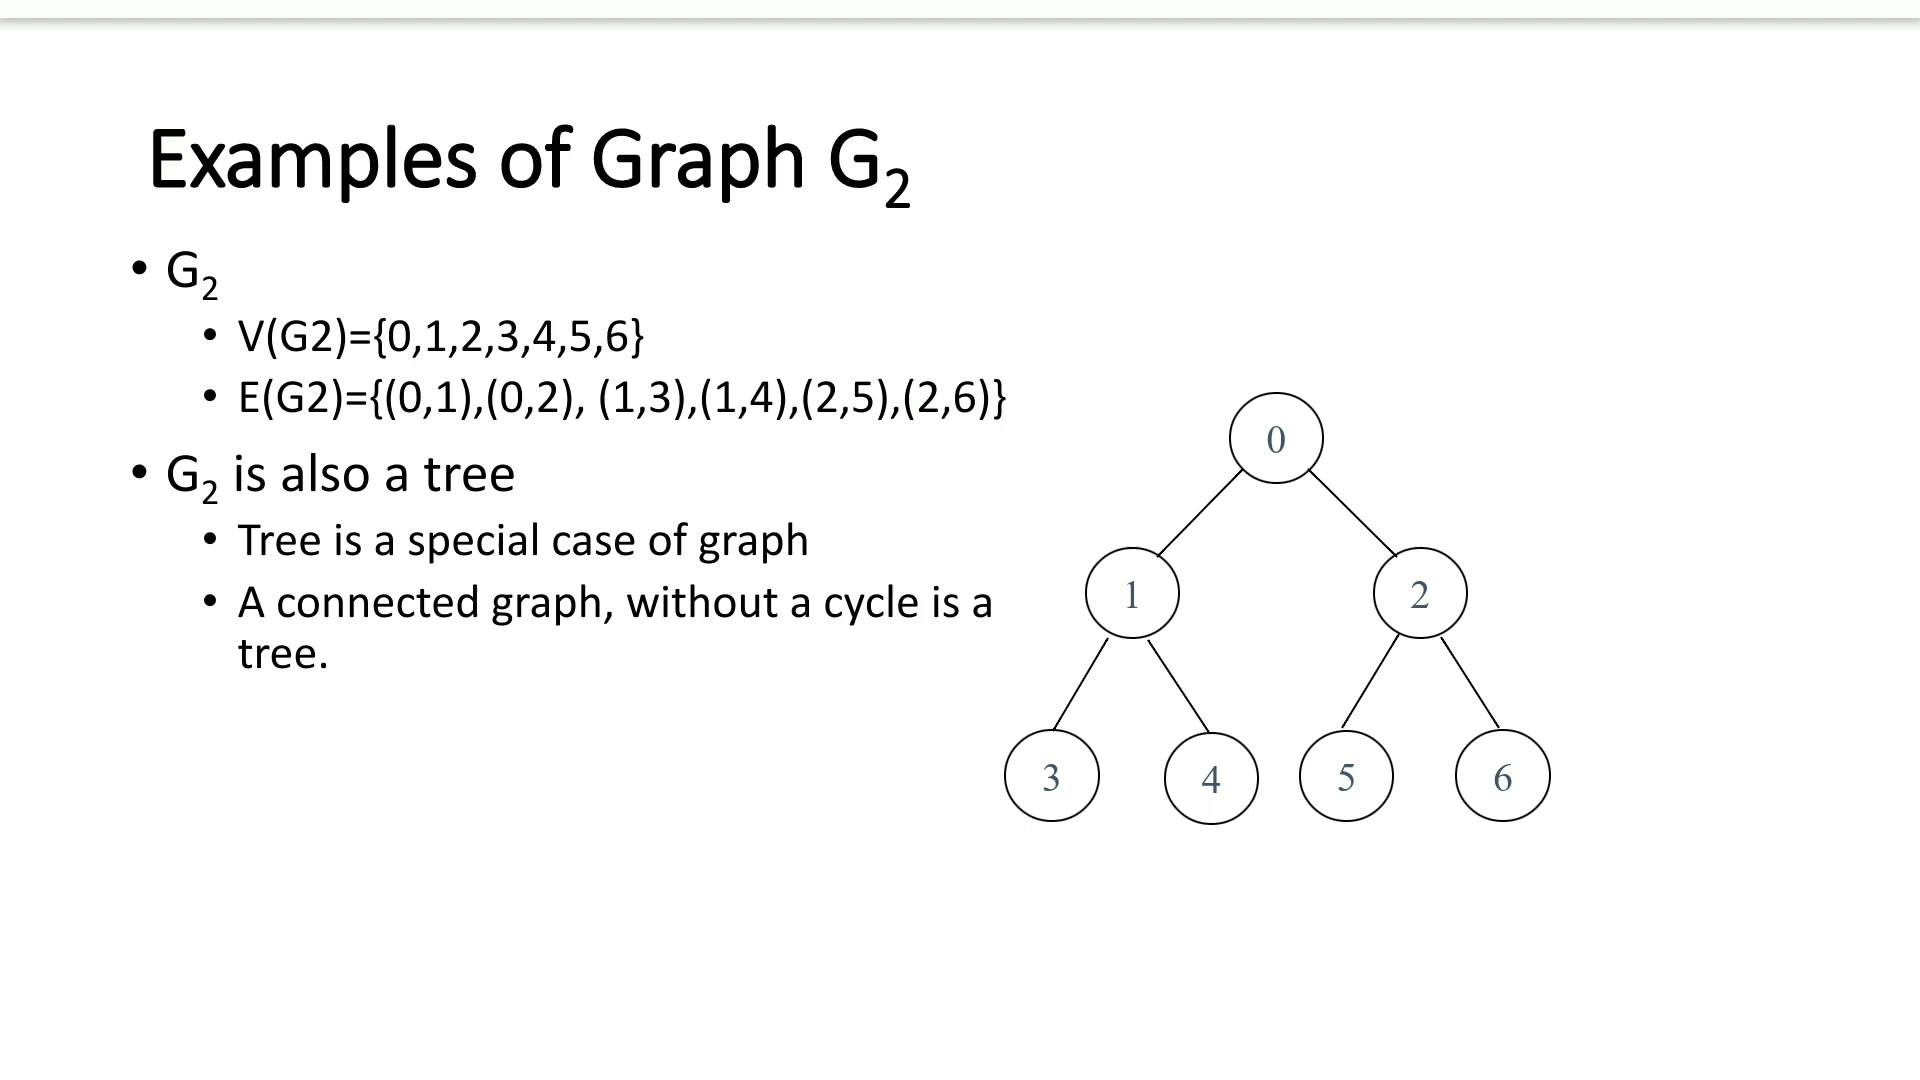 Examples of Graph G₂
• G₂
• V(G2)={0,1,2,3,4,5,6}
• E(G2)={(0,1),(0,2), (1,3),(1,4),(2,5),(2,6)}
• G₂ is also a tree
• Tree is a special case of graph
• A connected graph, without a cycle is a
tree.
0
1 2
3 4 5 6